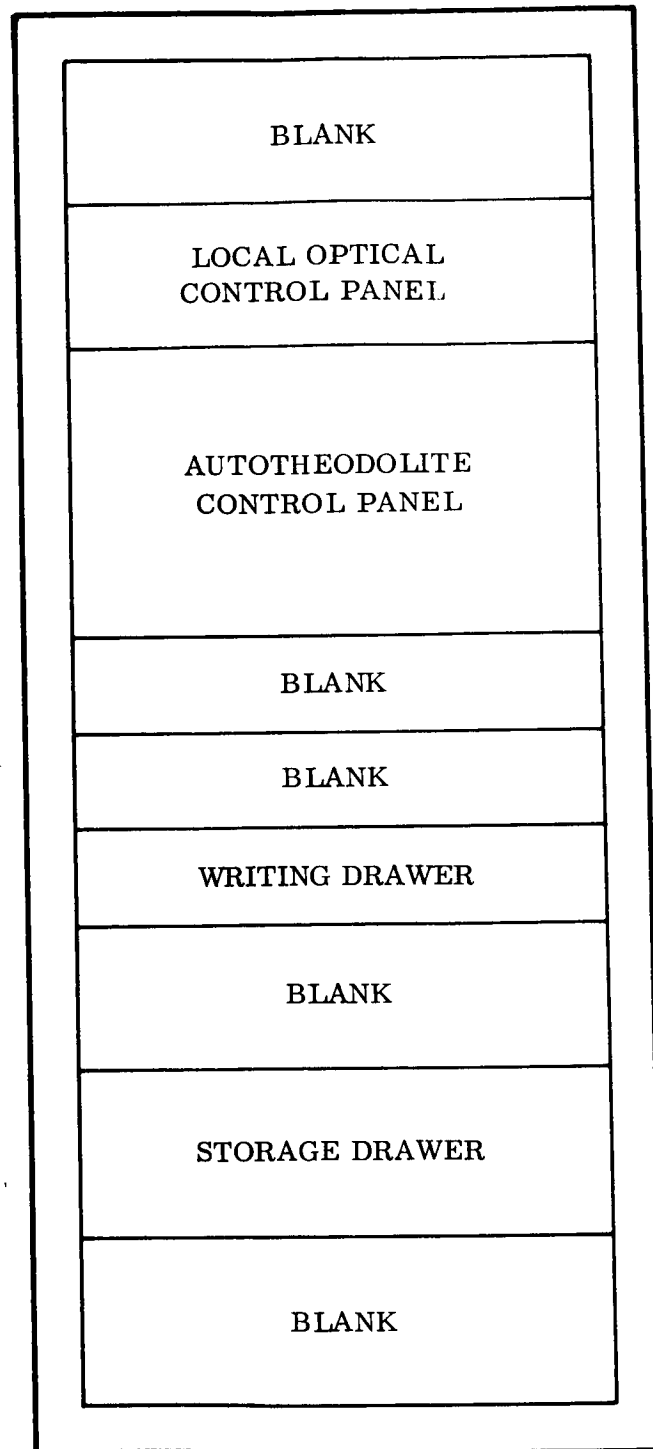 BLANK
LOCAL OPTICAL
CONTROL PANEL
AUTOTHEODOLITE
CONTROL PANEL
BLANK
BLANK
WRITING DRAWER
BLANK
STORAGE DRAWER
BLANK